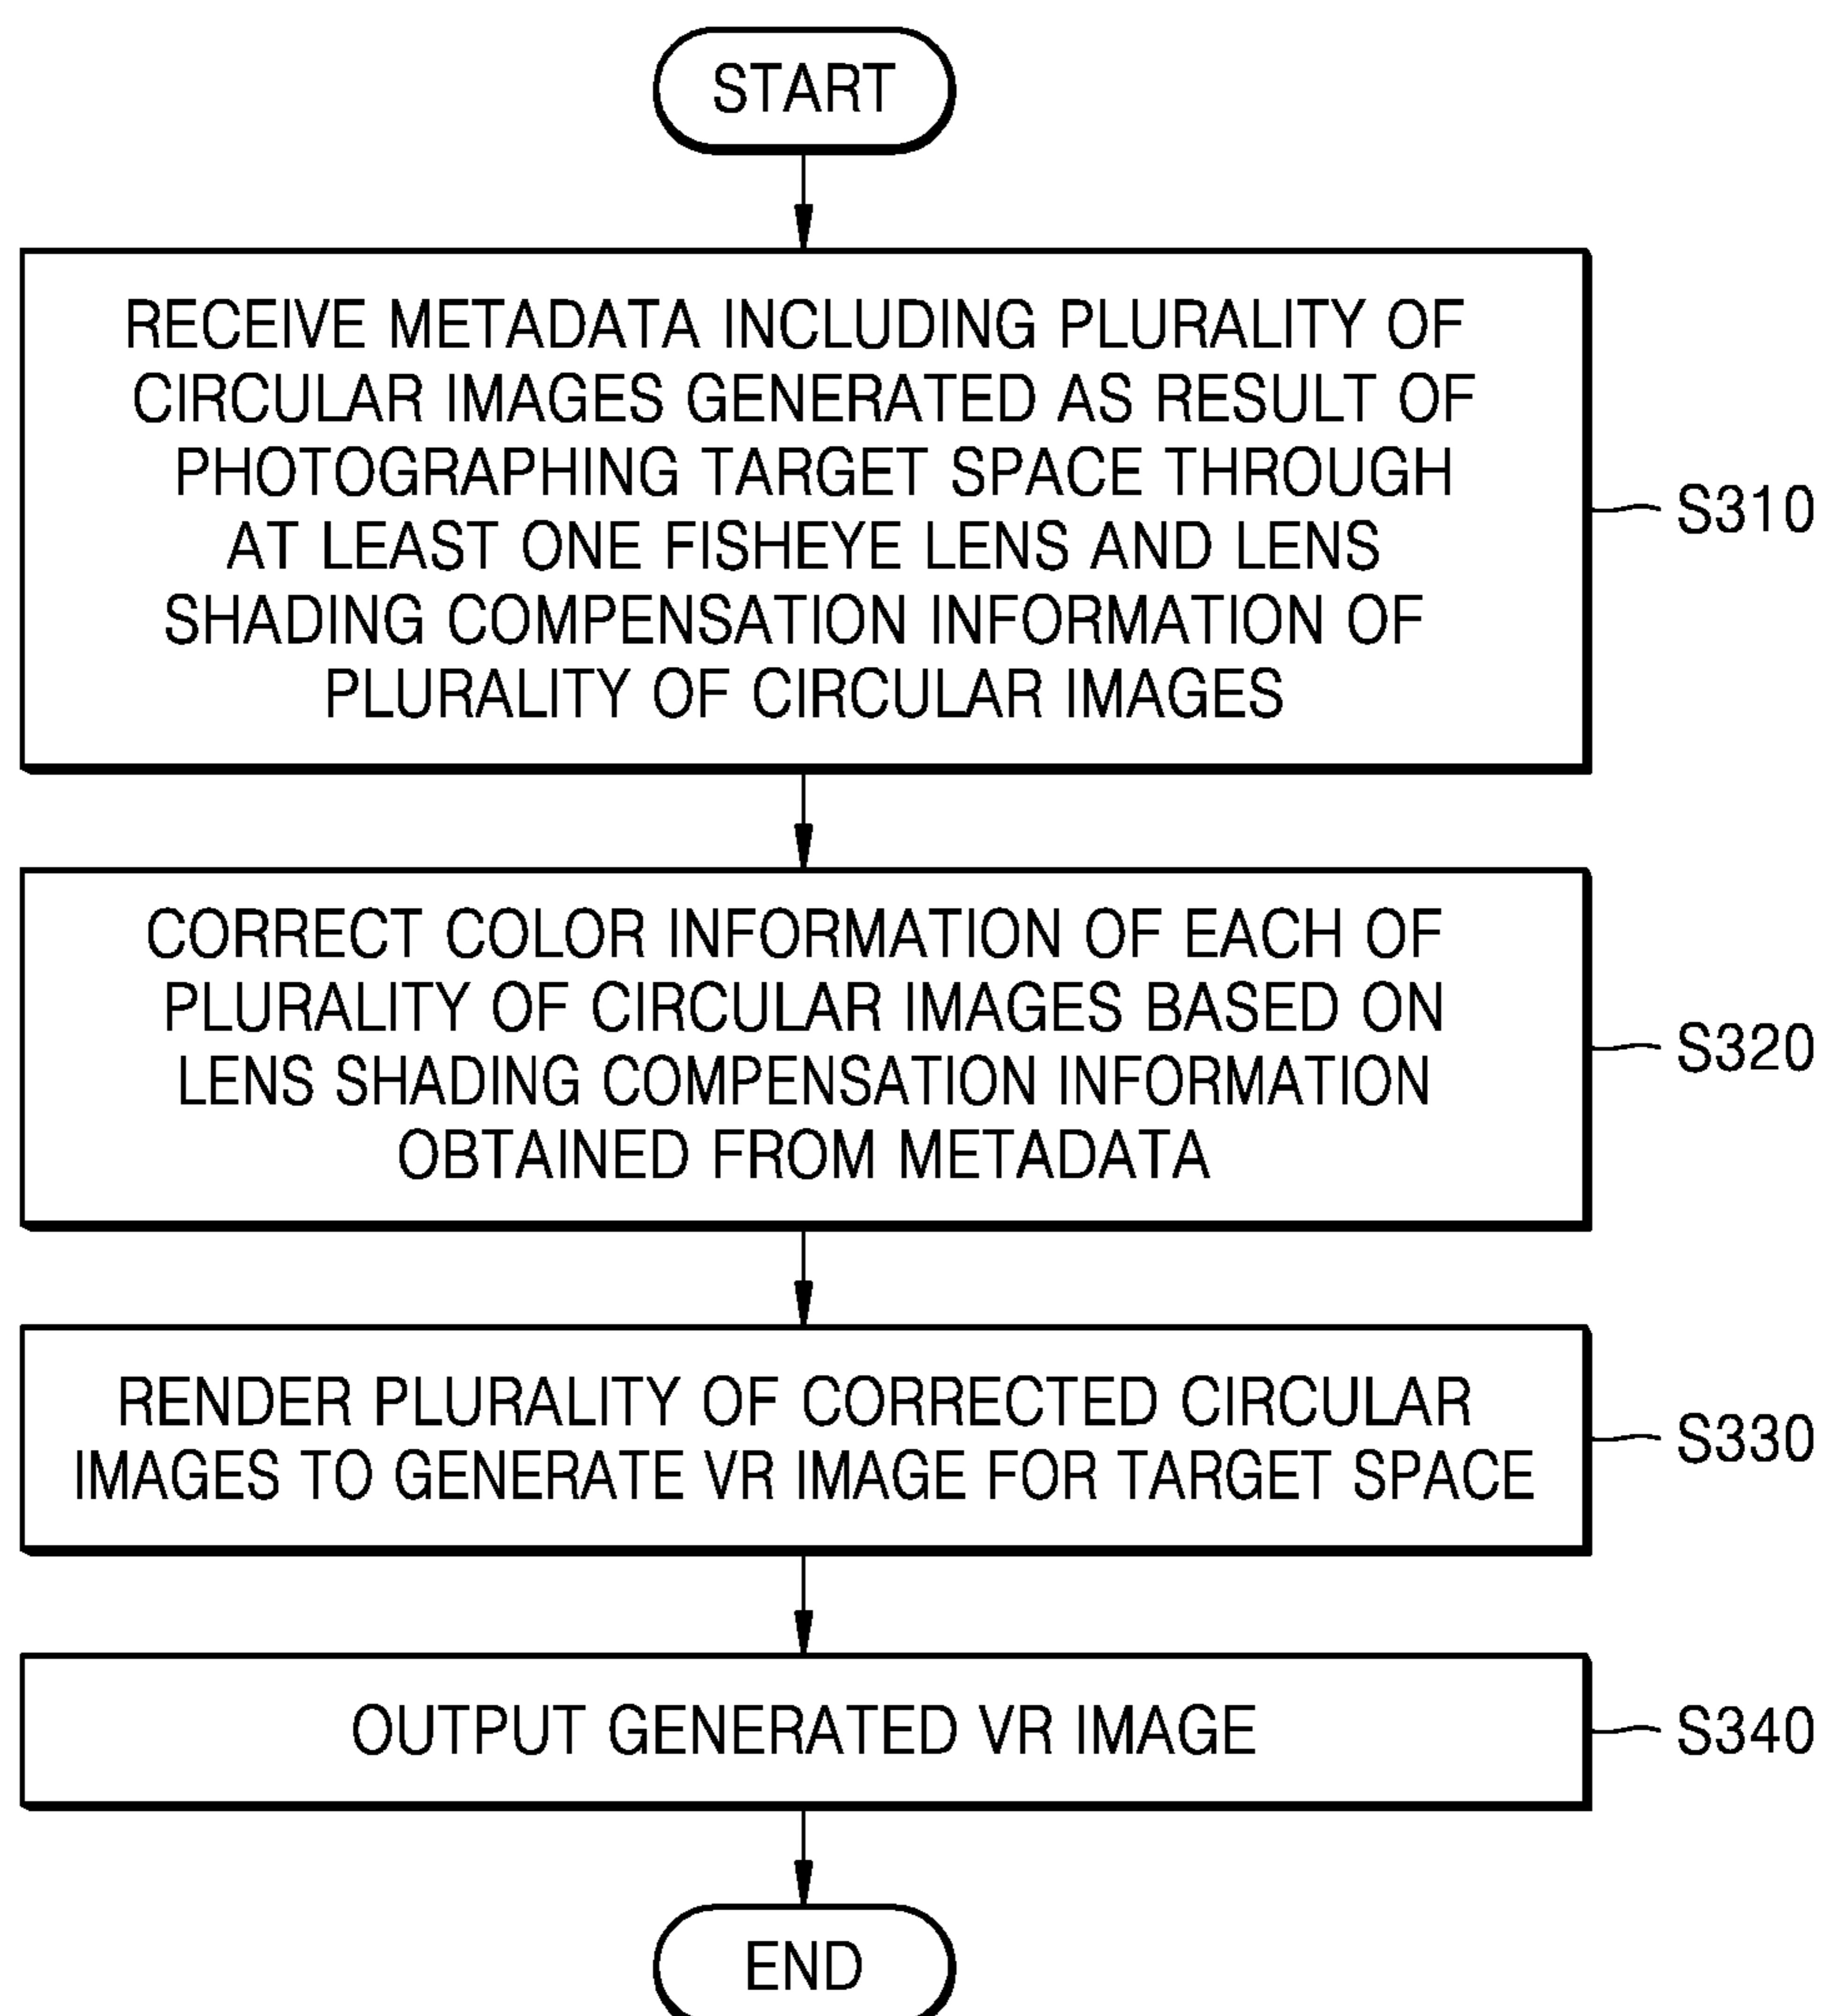 START
RECEIVE METADATA INCLUDING PLURALITY OF
CIRCULAR IMAGES GENERATED AS RESULT OF
PHOTOGRAPHING TARGET SPACE THROUGH
AT LEAST ONE FISHEYE LENS AND LENS
SHADING COMPENSATION INFORMATION OF
PLURALITY OF CIRCULAR IMAGES
S310
CORRECT COLOR INFORMATION OF EACH OF
PLURALITY OF CIRCULAR IMAGES BASED ON
LENS SHADING COMPENSATION INFORMATION
OBTAINED FROM METADATA
S320
RENDER PLURALITY OF CORRECTED CIRCULAR
IMAGES TO GENERATE VR IMAGE FOR TARGET SPACE
S330
OUTPUT GENERATED VR IMAGE
S340
END